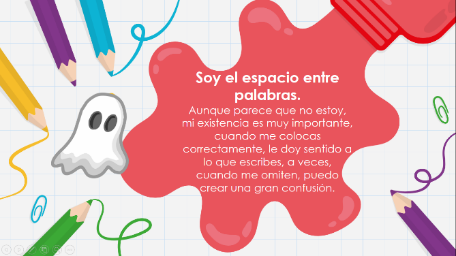 Soy el espacio entre
palabras.
Aunque parece que no estoy,
mi existencia es muy importante,
cuando me colocas
correctamente, le doy sentido a
lo que escribes, a veces,
cuando me omiten, puedo
crear una gran confusión.